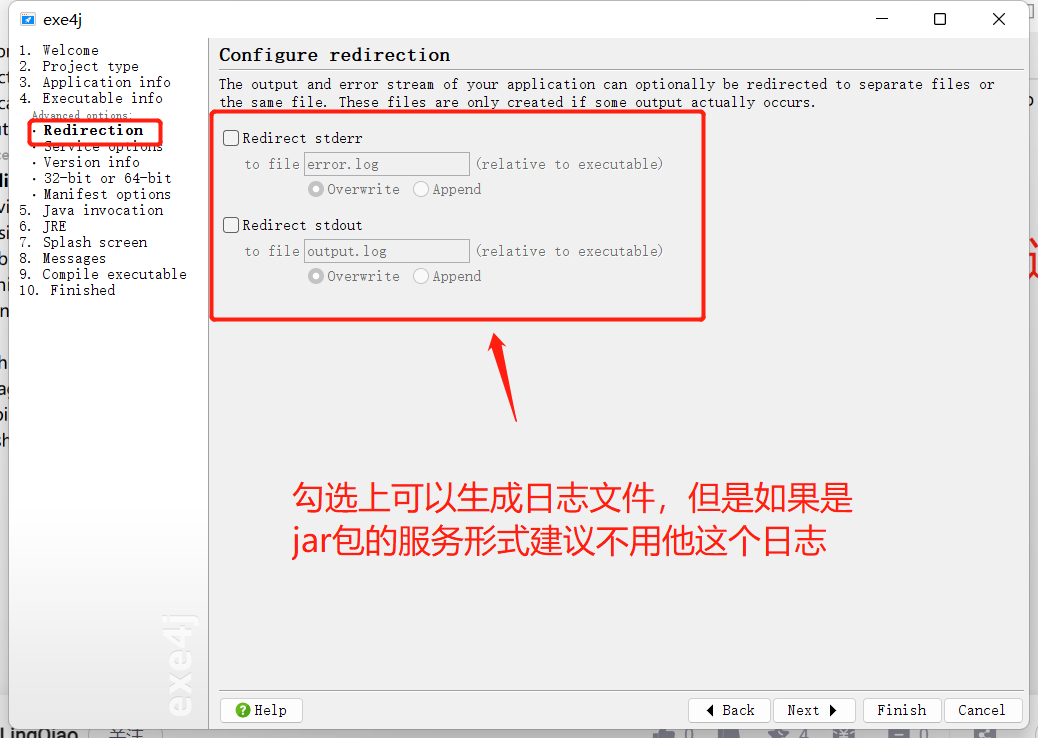 exe4j
1. Welcome
2. Project type
3. Application info
4. Executable info
Advanced options:
· Redirection
· Service options
· Version info
· 32-bit or 64-bit
· Manifest options
5. Java invocation
6. JRE
7. Splash screen
8. Messages
9. Compile executable
10. Finished
exe4j
Configure redirection
The output and error stream of your application can optionally be redirected to separate files or
the same file. These files are only created if some output actually occurs.
Redirect stderr
to file error.log (relative to executable)
Overwrite Append
Redirect stdout
to file output.log (relative to executable)
Overwrite Append
勾选上可以生成日志文件，但是如果是
jar包的服务形式建议不用他这个日志
Help Back Next Finish Cancel